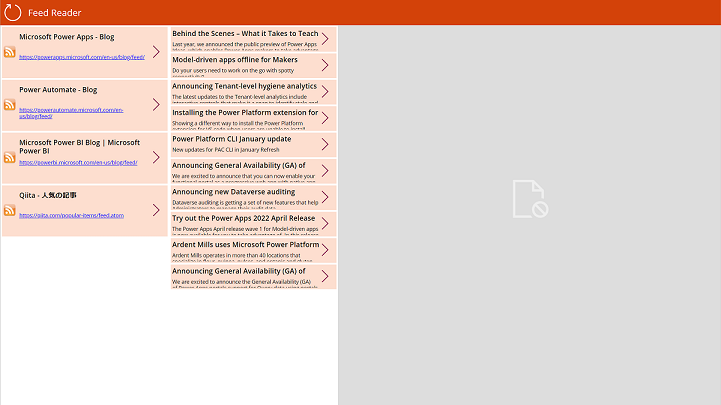 Feed Reader
Microsoft Power Apps - Blog
https://powerapps.microsoft.com/en-us/blog/feed/
Power Automate - Blog
https://powerautomate.microsoft.com/en-
us/blog/feed/
Microsoft Power BI Blog | Microsoft
Power BI
https://powerbi.microsoft.com/en-us/blog/feed/
Qiita - 人気の記事
https://qiita.com/popular-items/feed.atom
Behind the Scenes – What it Takes to Teach
Last year, we announced the public preview of Power Apps
Model-driven apps offline for Makers
Do your users need to work on the go with spotty
Announcing Tenant-level hygiene analytics
The latest updates to the Tenant-level analytics include
Installing the Power Platform extension for
Showing a different way to install the Power Platform
Power Platform CLI January update
New updates for PAC CLI in January Refresh
Announcing General Availability (GA) of
We are excited to announce that you can now enable your
Announcing new Dataverse auditing
Dataverse auditing is getting a set of new features that help
Try out the Power Apps 2022 April Release
The Power Apps April release wave 1 for Model-driven apps
Ardent Mills uses Microsoft Power Platform
Ardent Mills operates in more than 40 locations that
Announcing General Availability (GA) of
We are excited to announce the General Availability (GA)